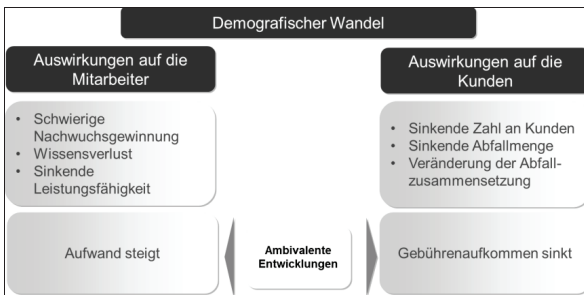 Demografischer Wandel
Auswirkungen auf die
Mitarbeiter
• Schwierige
Nachwuchsgewinnung
• Wissensverlust
• Sinkende
Leistungsfähigkeit
Aufwand steigt
Ambivalente
Entwicklungen
Auswirkungen auf die
Kunden
• Sinkende Zahl an Kunden
• Sinkende Abfallmenge
• Veränderung der Abfall-
zusammensetzung
Gebührenaufkommen sinkt